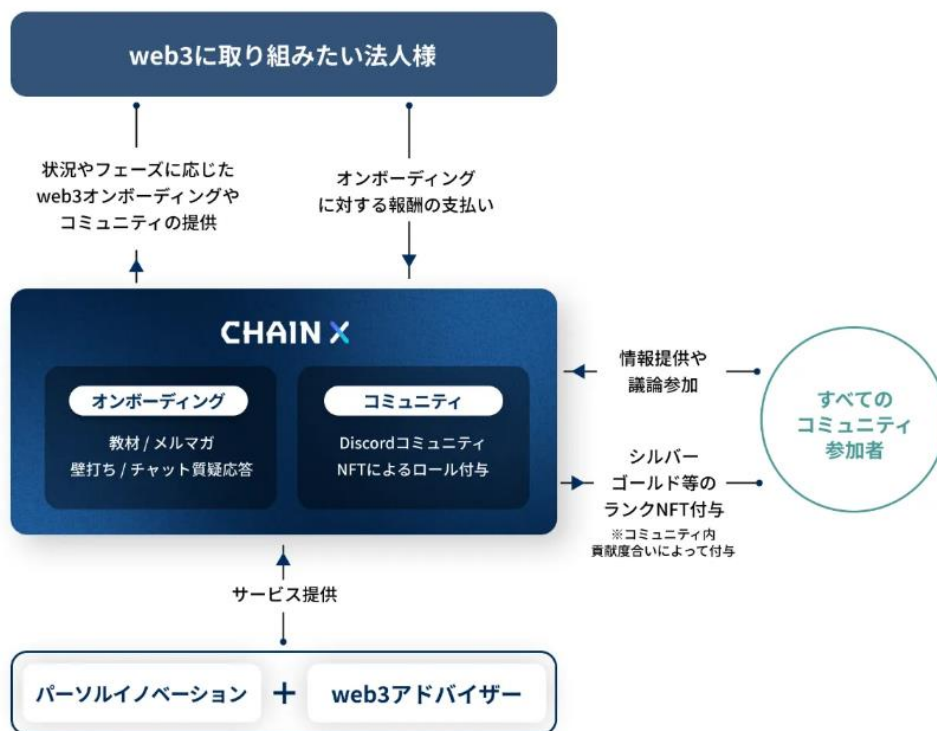 web3に取り組みたい法人様
状況やフェーズに応じた
web3オンボーディングや
コミュニティの提供
オンボーディング
に対する報酬の支払い
CHAIN X
オンボーディング
教材 / メルマガ
壁打ち / チャット質疑応答
コミュニティ
Discordコミュニティ
NFTによるロール付与
情報提供や
議論参加
シルバー
ゴールド等の
ランクNFT付与
※コミュニティ内
貢献度合いによって付与
すべての
コミュニティ
参加者
サービス提供
パーソルイノベーション
+
web3アドバイザー